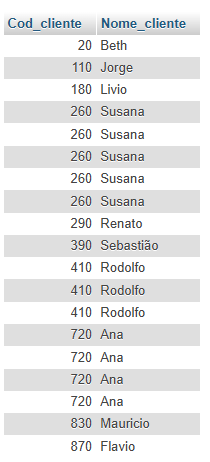 Cod_cliente Nome_cliente
20 Beth
110 Jorge
180 Livio
260 Susana
260 Susana
260 Susana
260 Susana
260 Susana
290 Renato
390 Sebastião
410 Rodolfo
410 Rodolfo
410 Rodolfo
720 Ana
720 Ana
720 Ana
720 Ana
830 Mauricio
870 Flavio